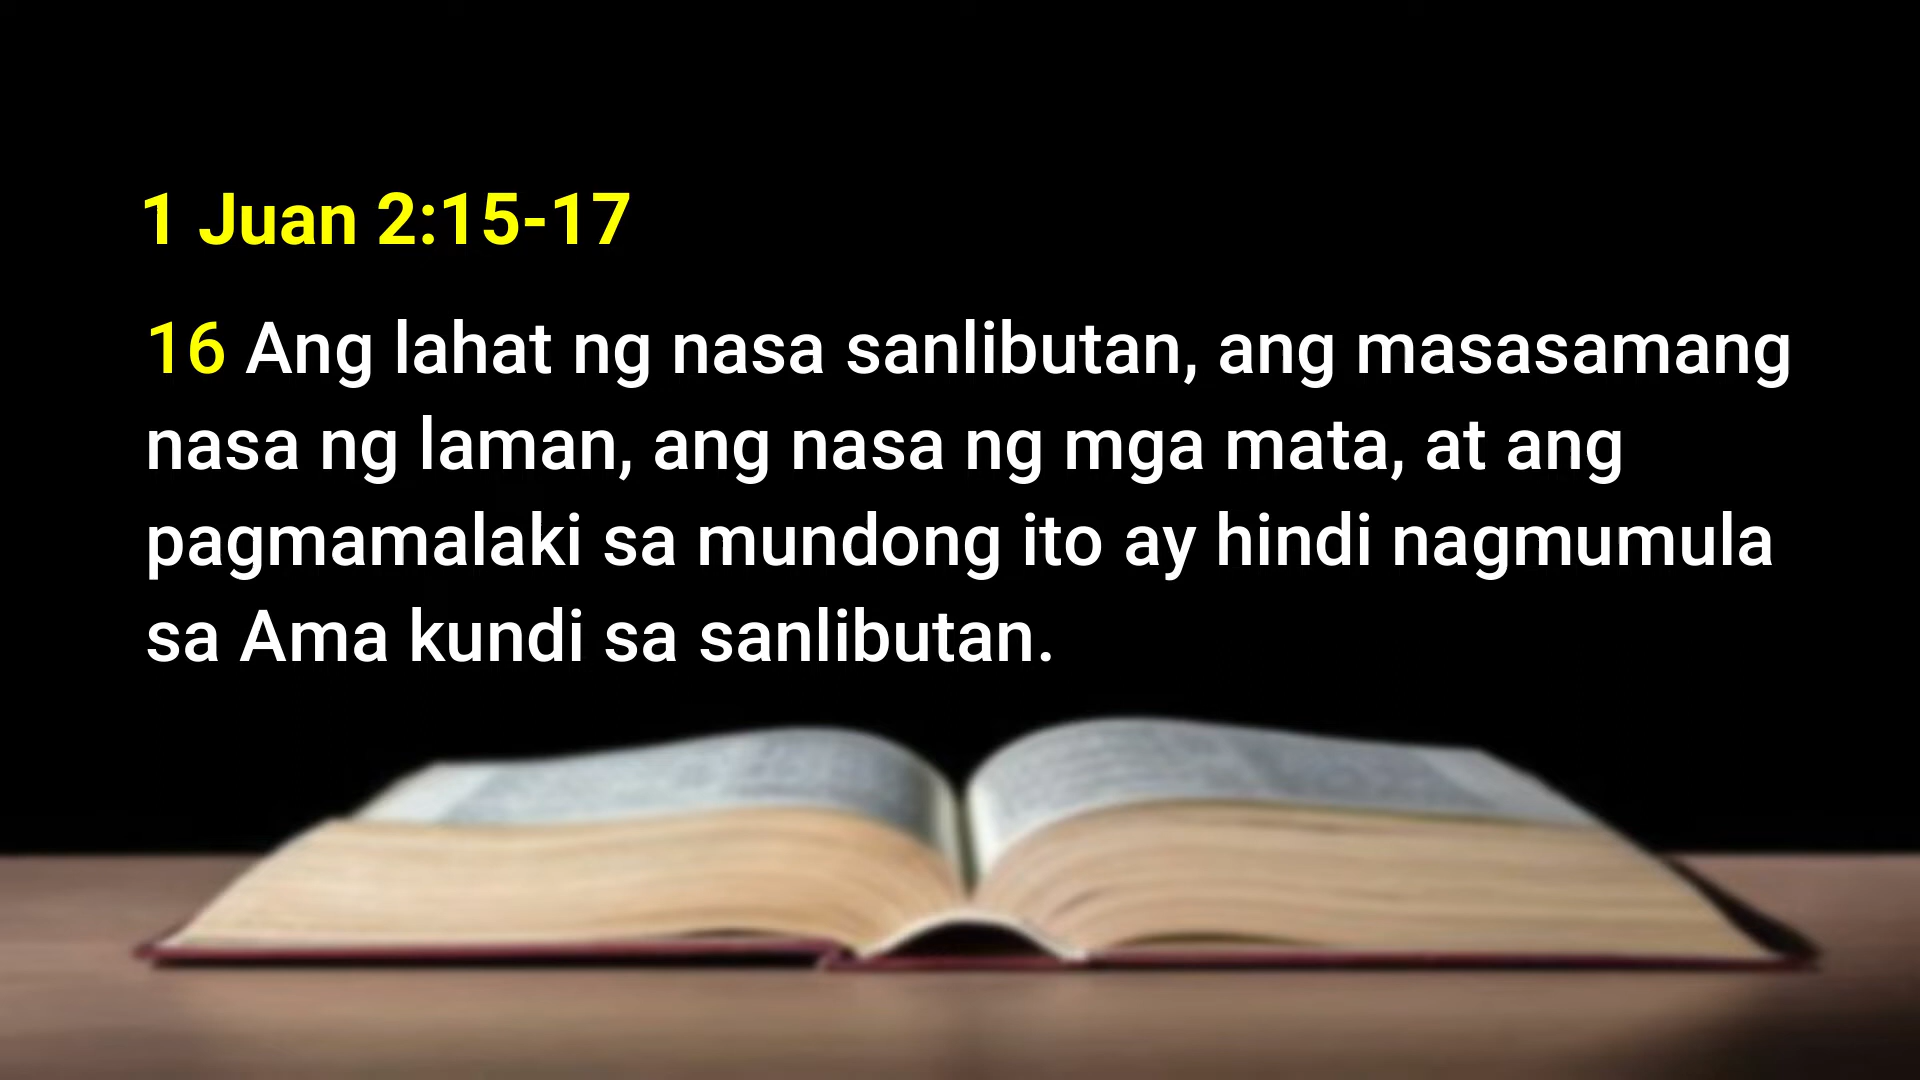 1 Juan 2:15-17
16 Ang lahat ng nasa sanlibutan, ang masasamang
nasa ng laman, ang nasa ng mga mata, at ang
pagmamalaki sa mundong ito ay hindi nagmumula
sa Ama kundi sa sanlibutan.